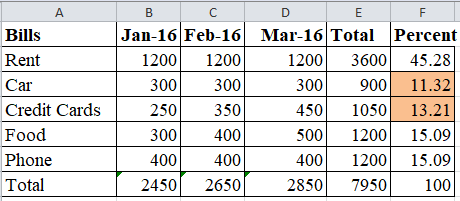 A B C D E F
Bills Jan-16 Feb-16 Mar-16 Total Percent
Rent 1200 1200 1200 3600 45.28
Car 300 300 300 900 11.32
Credit Cards 250 350 450 1050 13.21
Food 300 400 500 1200 15.09
Phone 400 400 400 1200 15.09
Total 2450 2650 2850 7950 100